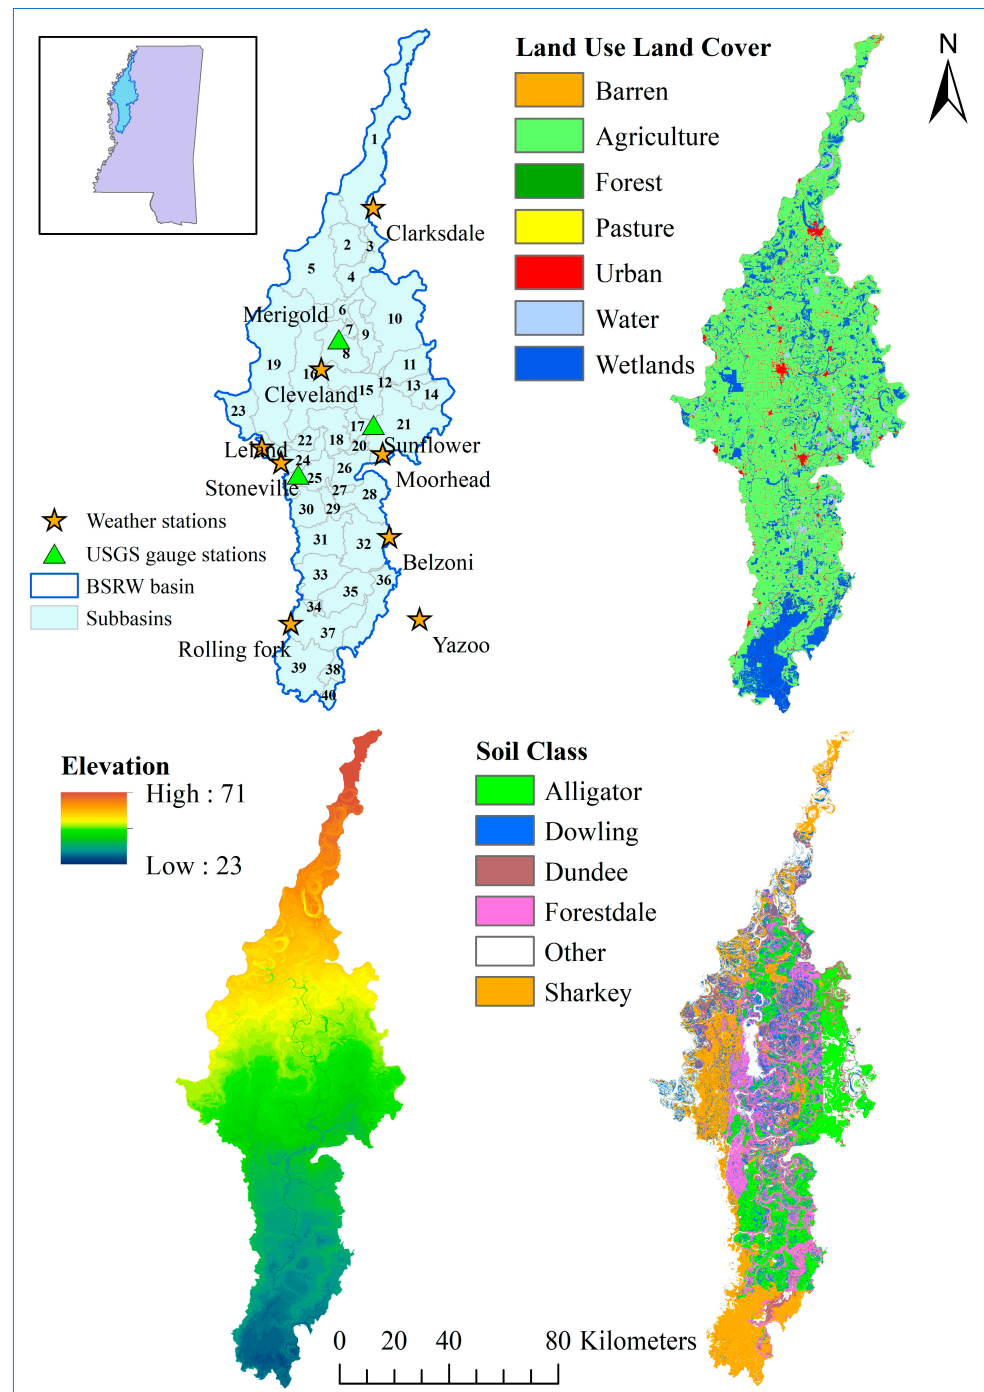 Land Use Land Cover
Barren
Agriculture
Forest
Pasture
Urban
Water
Wetlands
N
1
Clarksdale
2
3
5
4
Merigold
6
10
7
9
8
19
11
16
12
13
Cleveland
15
14
23
17
21
22
18
20
Sunflower
Leland
24
Moorhead
26
Stoneville
25
27
28
30
29
31
32
Belzoni
33
36
35
34
37
Rolling fork
Yazoo
39
38
40
Weather stations
USGS gauge stations
BSRW basin
Subbasins
Elevation
High : 71
Low : 23
Soil Class
Alligator
Dowling
Dundee
Forestdale
Other
Sharkey
0 20 40 80 Kilometers